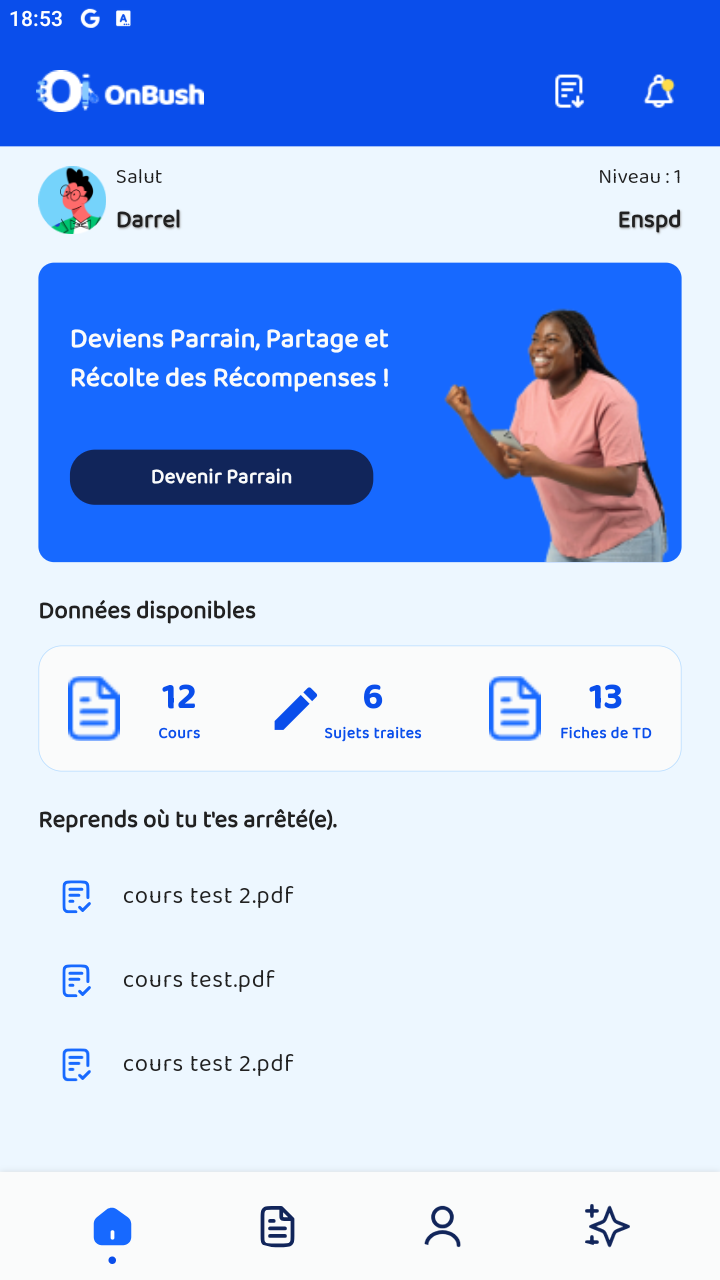 18:53
OnBush
Salut
Niveau : 1
Darrel
Enspd
Deviens Parrain, Partage et
Récolte des Récompenses !
Devenir Parrain
Données disponibles
12
6
13
Cours
Sujets traites
Fiches de TD
Reprends où tu t'es arrêté(e).
cours test 2.pdf
cours test.pdf
cours test 2.pdf